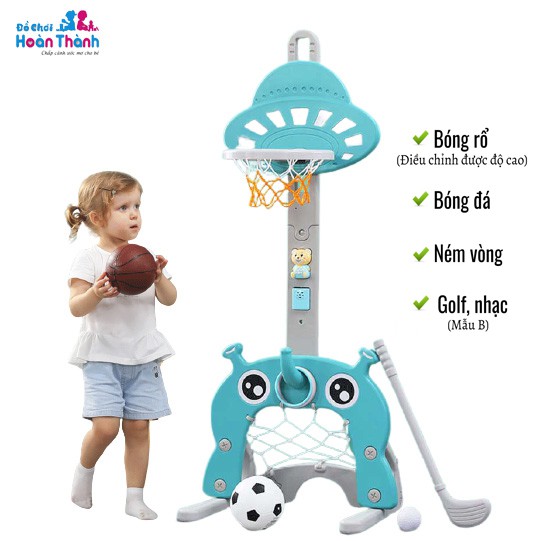 Đồ Chơi
Hoàn Thành
Chắp cánh ước mơ cho bé
Bóng rổ
(Điều chỉnh được độ cao)
Bóng đá
Ném vòng
Golf, nhạc
(Mẫu B)